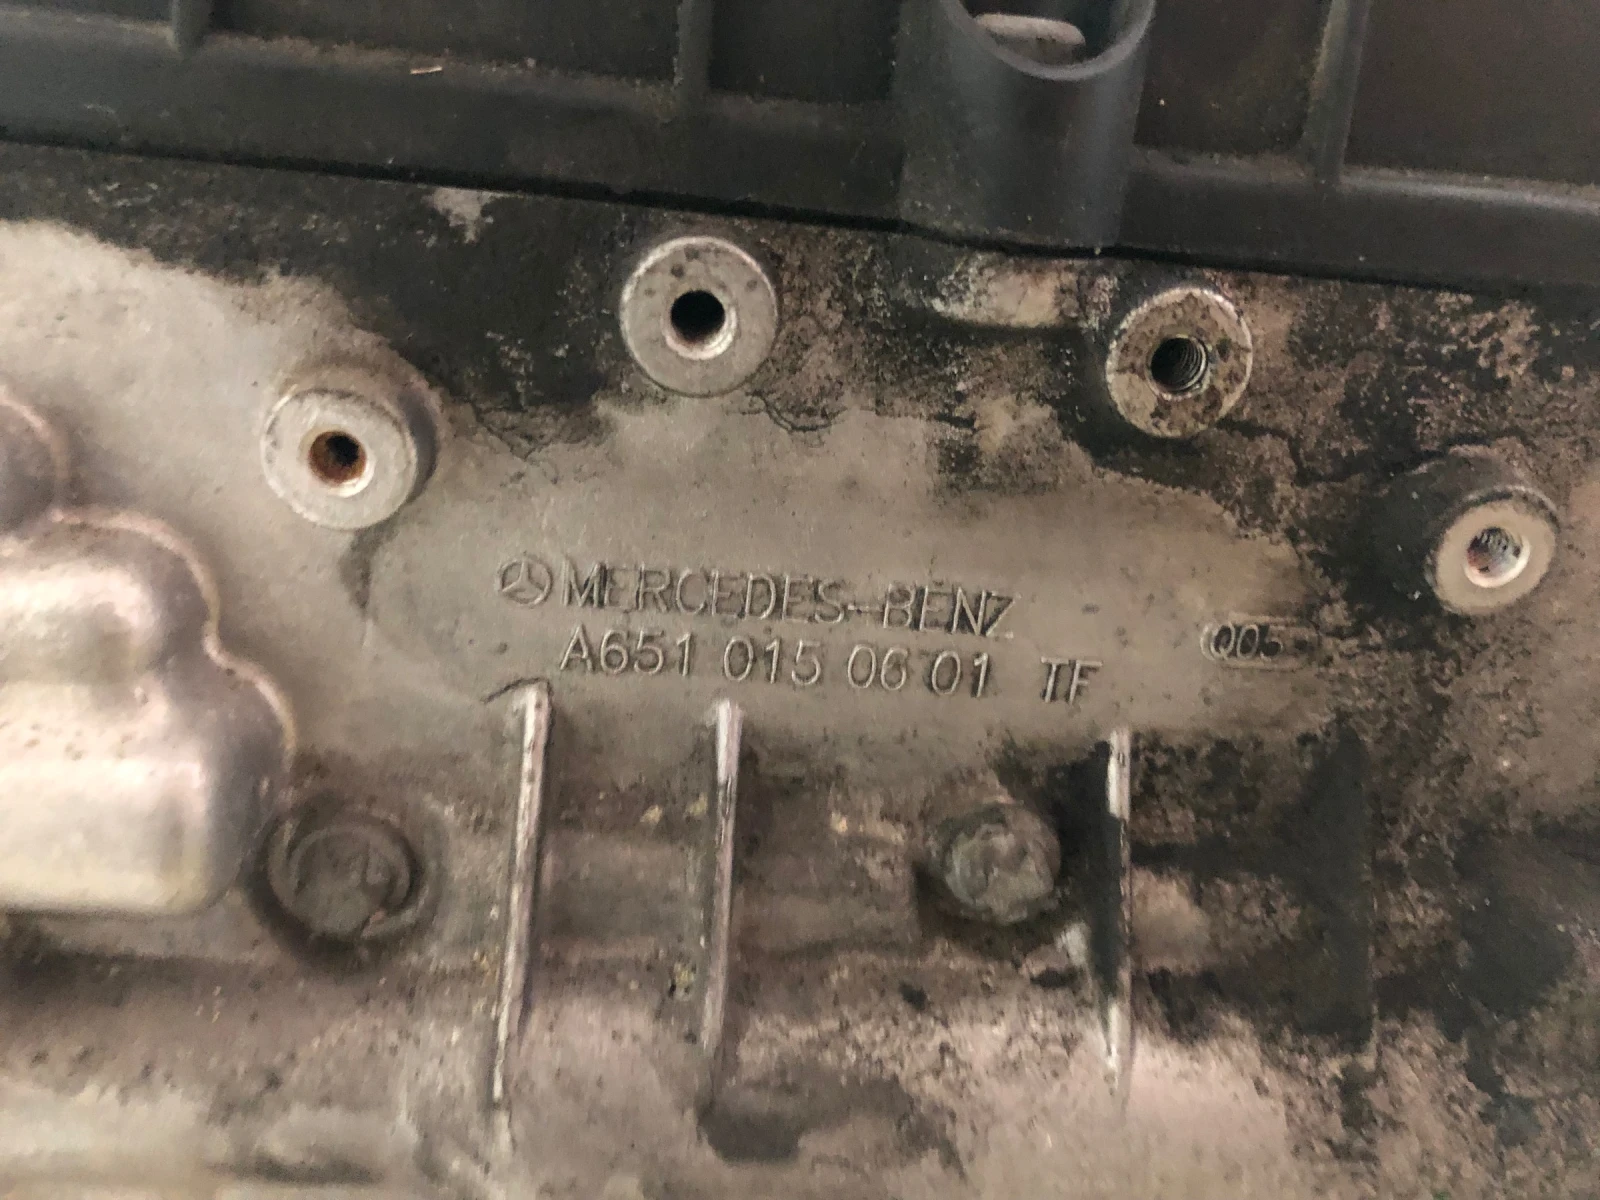 MERCEDES-BENZ
A651 015 06 01 TF
Q05